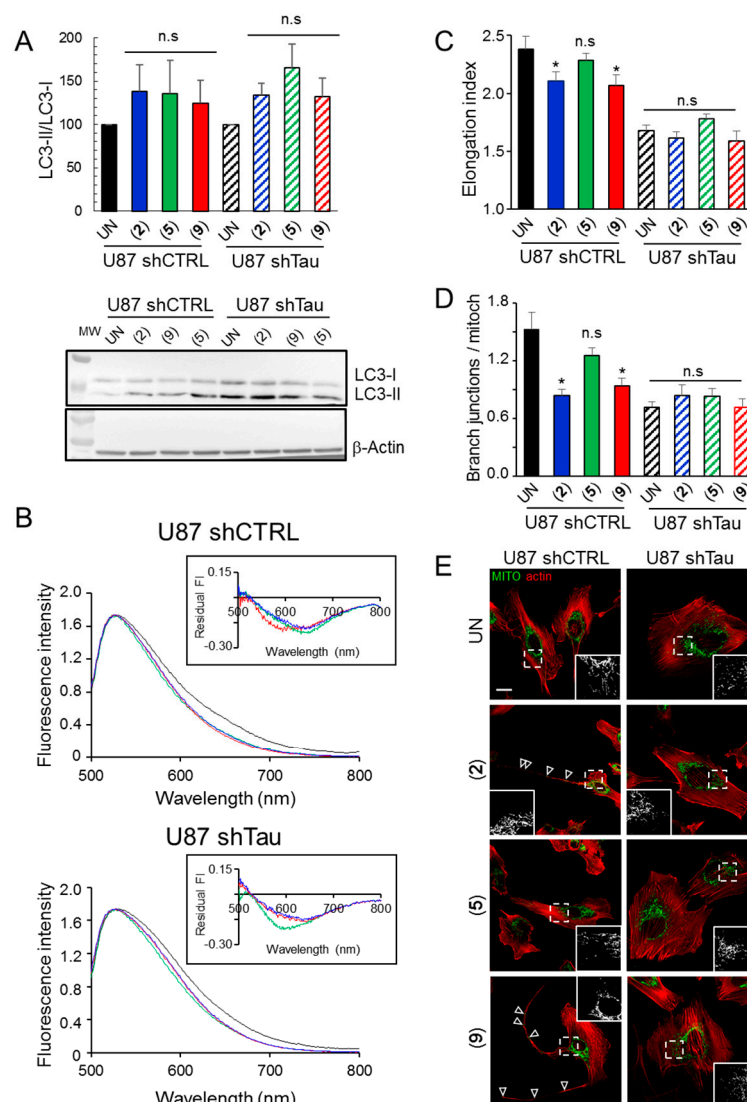 A
200
150
100
50
0
LC3-II/LC3-I
n.s
n.s
UN
(2)
(5)
(9)
UN
(2)
(5)
(9)
U87 shCTRL
U87 shTau
U87 shCTRL
U87 shTau
MW
UN
(2)
(9)
(5)
UN
(2)
(9)
(5)
LC3-I
LC3-II
β-Actin
B
U87 shCTRL
Fluorescence intensity
2.0
1.6
1.2
0.8
0.4
0
500
600
700
800
Wavelength (nm)
Residual FI
0.15
-0.30
500
600
700
800
Wavelength (nm)
U87 shTau
Fluorescence intensity
2.0
1.6
1.2
0.8
0.4
0
500
600
700
800
Wavelength (nm)
Residual FI
0.15
-0.30
500
600
700
800
Wavelength (nm)
C
Elongation index
2.5
2.0
1.5
1.0
*
n.s
*
n.s
UN
(2)
(5)
(9)
UN
(2)
(5)
(9)
U87 shCTRL
U87 shTau
D
Branch junctions / mitoch
1.8
1.2
0.6
0.0
*
n.s
*
n.s
UN
(2)
(5)
(9)
UN
(2)
(5)
(9)
U87 shCTRL
U87 shTau
E
U87 shCTRL
U87 shTau
MITO actin
UN
(2)
(5)
(9)